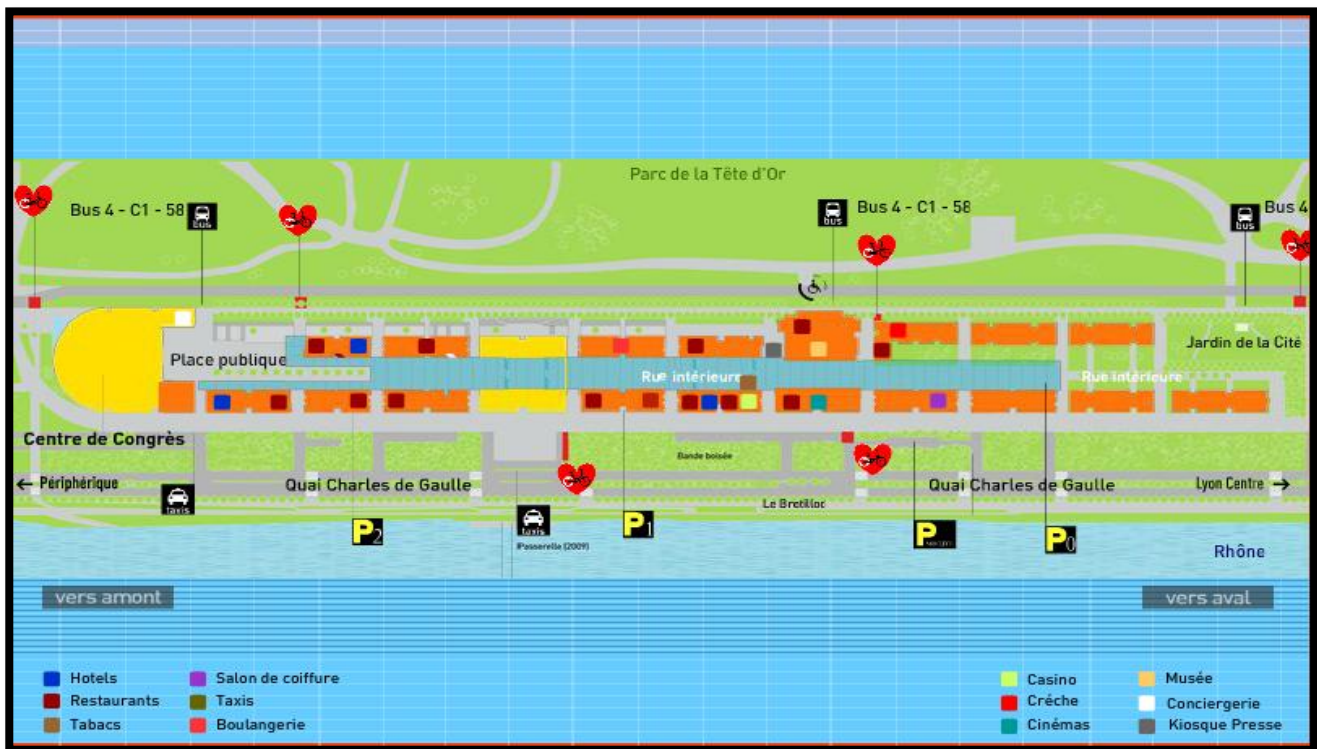 Parc de la Tête d'Or
Bus 4 - C1 - 58
bus
bus
Bus 4 - C1 - 58
bus
Bus 4
Place publique
Jardin de la Cité
Rue intérieure
Rue intérieure
Centre de Congrès
Bande boisée
← Périphérique
Quai Charles de Gaulle
Quai Charles de Gaulle
Lyon Centre →
taxis
Le Bretilloc
P2
taxis
P1
P
P0
Passerelle (2009)
Rhône
vers amont
vers aval
Hotels
Restaurants
Tabacs
Salon de coiffure
Taxis
Boulangerie
Casino
Créche
Cinémas
Musée
Conciergerie
Kiosque Presse